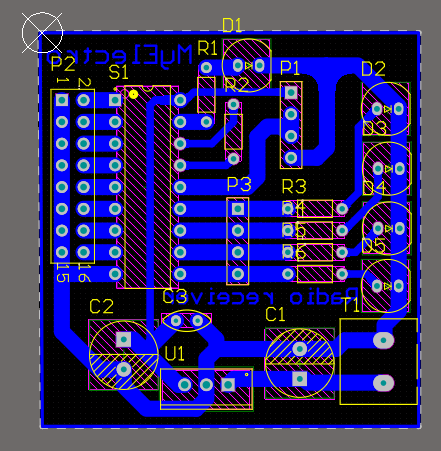 D1
MyElectr
R1
P2
S1
R2
P1
D2
1
2
D3
D4
P3
R3
R4
R5
R6
D5
15
16
Radio receiver
C3
C2
C1
T1
U1